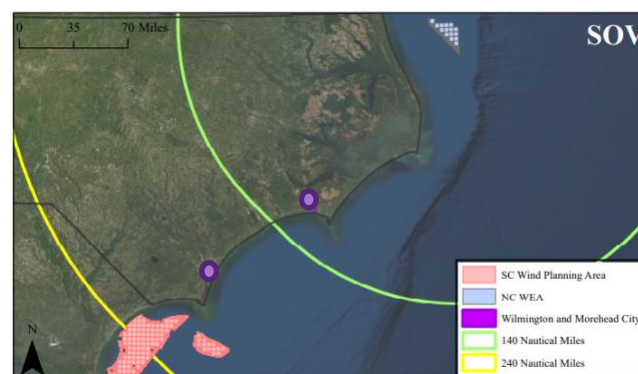 0 35 70 Miles
SOV
N
SC Wind Planning Area
NC WEA
Wilmington and Morehead City
140 Nautical Miles
240 Nautical Miles